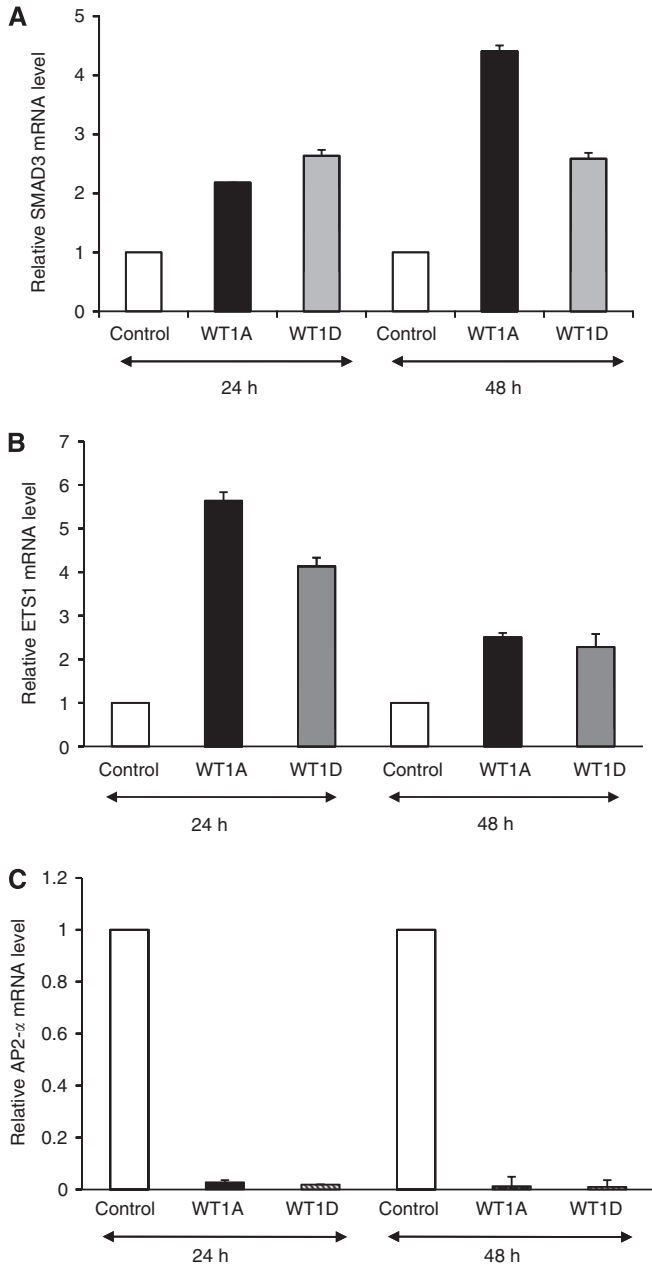 A
Relative SMAD3 mRNA level
5
4
3
2
1
0
Control WT1A WT1D Control WT1A WT1D
24 h 48 h
B
Relative ETS1 mRNA level
7
6
5
4
3
2
1
0
Control WT1A WT1D Control WT1A WT1D
24 h 48 h
C
Relative AP2-α mRNA level
1.2
1
0.8
0.6
0.4
0.2
0
Control WT1A WT1D Control WT1A WT1D
24 h 48 h